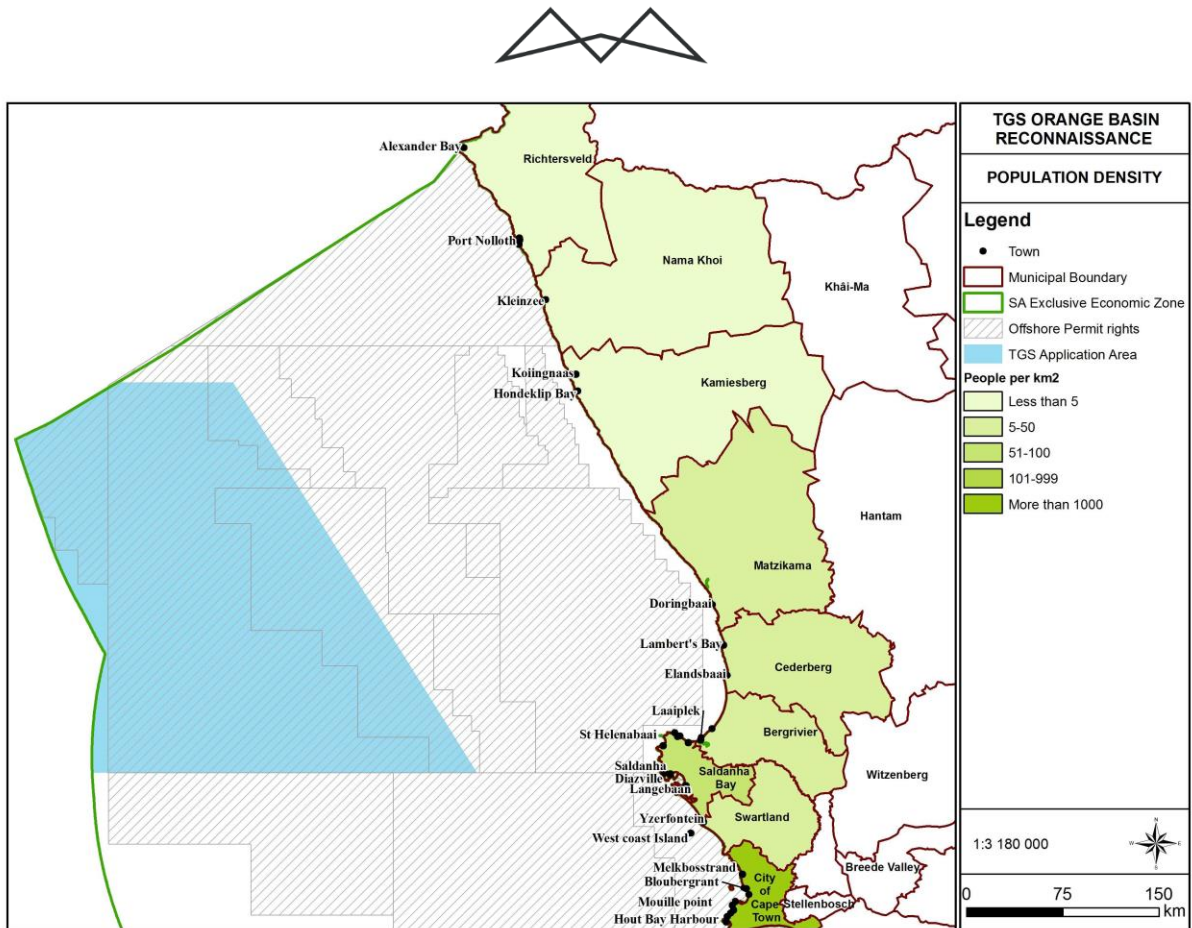 Alexander Bay
Richtersveld
Port Nolloth
Nama Khoi
Khâi-Ma
Kleinzee
Koiingnaas
Kamiesberg
Hondeklip Bay
Hantam
Matzikama
Doringbaai
Lambert's Bay
Cederberg
Elandsbaai
Laaiplek
St Helenabaai
Bergrivier
Witzenberg
Saldanha
Diazville
Saldanha
Bay
Langebaan
Yzerfontein
Swartland
West coast Island
Melkbosstrand
Breede Valley
Bloubergrant
City
of
Cape
Town
Mouille point
Stellenbosch
Hout Bay Harbour
TGS ORANGE BASIN
RECONNAISSANCE
POPULATION DENSITY
Legend
Town
Municipal Boundary
SA Exclusive Economic Zone
Offshore Permit rights
TGS Application Area
People per km2
Less than 5
5-50
51-100
101-999
More than 1000
1:3 180 000
N
W
E
S
0 75 150
km